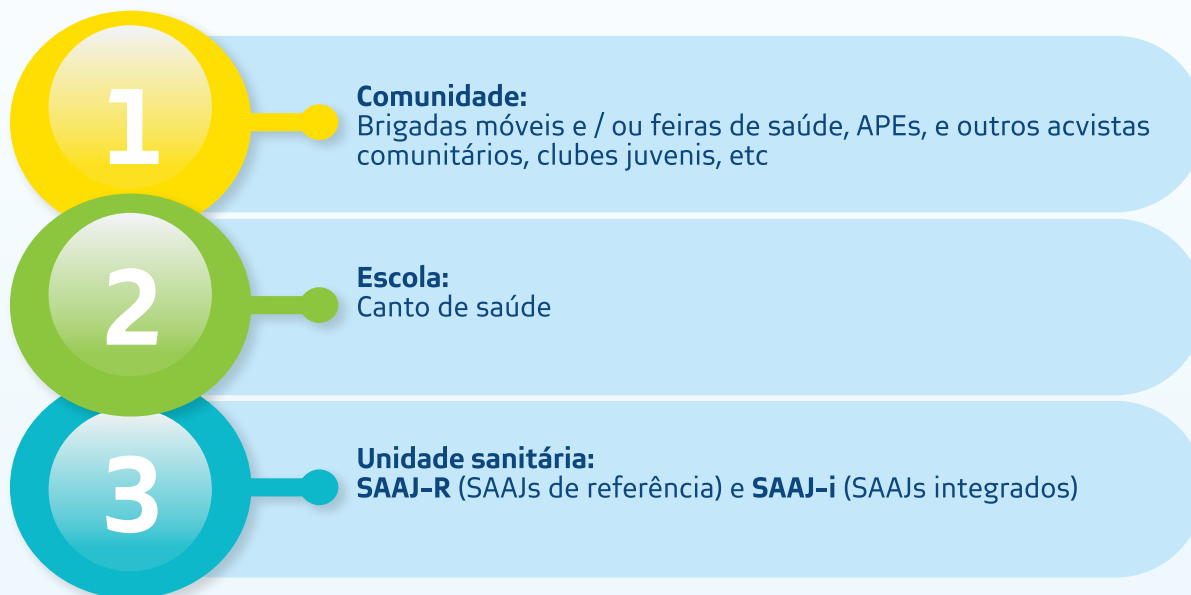 1
Comunidade:
Brigadas móveis e / ou feiras de saúde, APEs, e outros acvistas
comunitários, clubes juvenis, etc
2
Escola:
Canto de saúde
3
Unidade sanitária:
SAAJ-R (SAAJs de referência) e SAAJ-i (SAAJs integrados)